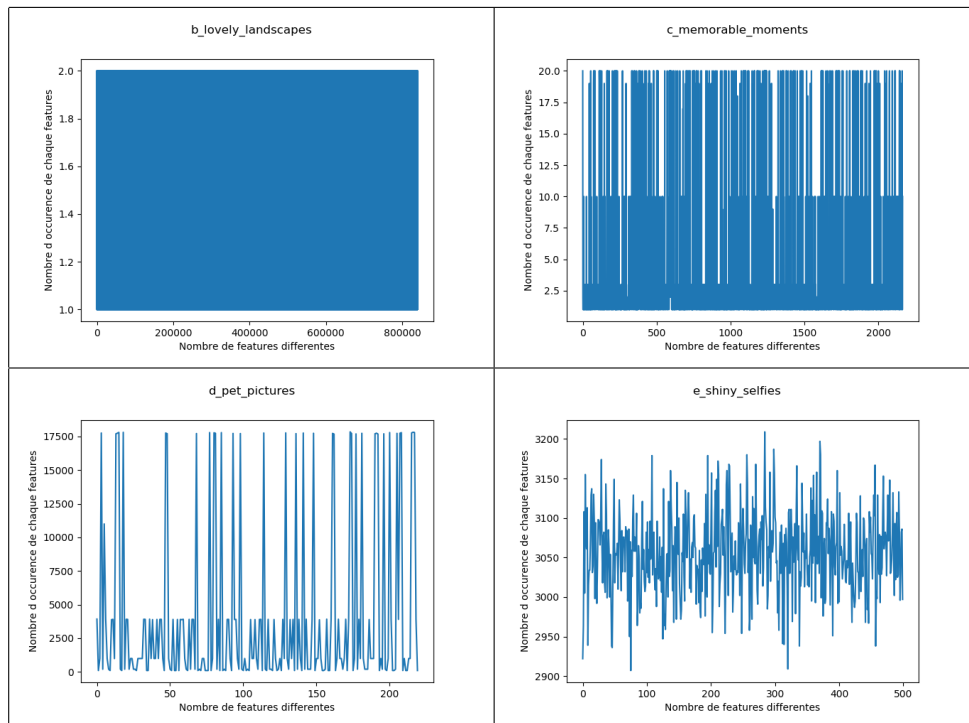 b_lovely_landscapes
Nombre d occurence de chaque features
2.0
1.8
1.6
1.4
1.2
1.0
0 200000 400000 600000 800000
Nombre de features differentes
c_memorable_moments
Nombre d occurence de chaque features
20.0
17.5
15.0
12.5
10.0
7.5
5.0
2.5
0 500 1000 1500 2000
Nombre de features differentes
d_pet_pictures
Nombre d occurence de chaque features
17500
15000
12500
10000
7500
5000
2500
0
0 50 100 150 200
Nombre de features differentes
e_shiny_selfies
Nombre d occurence de chaque features
3200
3150
3100
3050
3000
2950
2900
0 100 200 300 400 500
Nombre de features differentes